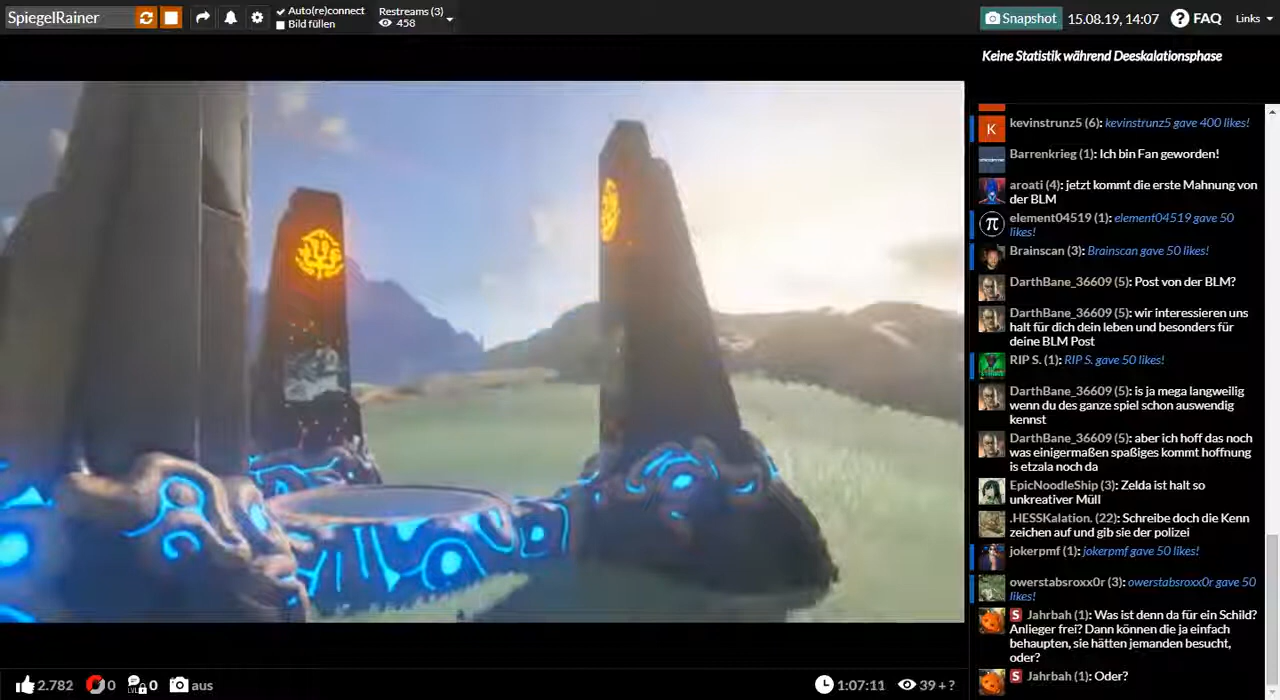 SpiegelRainer
Auto(re)connect
Bild füllen
Restreams (3)
458
Snapshot
15.08.19, 14:07
FAQ
Links
Keine Statistik während Deeskalationsphase
K
kevinstrunz5 (6): kevinstrunz5 gave 400 likes!
Barrenkrieg (1): Ich bin Fan geworden!
aroati (4): jetzt kommt die erste Mahnung von
der BLM
π
element04519 (1): element04519 gave 50
likes!
Brainscan (3): Brainscan gave 50 likes!
DarthBane_36609 (5): Post von der BLM?
DarthBane_36609 (5): wir interessieren uns
halt für dich dein leben und besonders für
deine BLM Post
RIP S. (1): RIP S. gave 50 likes!
DarthBane_36609 (5): is ja mega langweilig
wenn du des ganze spiel schon auswendig
kennst
DarthBane_36609 (5): aber ich hoff das noch
was einigermaßen spaßiges kommt hoffnung
is etzala noch da
EpicNoodleShip (3): Zelda ist halt so
unkreativer Müll
.HESSKalation. (22): Schreibe doch die Kenn
zeichen auf und gib sie der polizei
jokerpmf (1): jokerpmf gave 50 likes!
owerstabsroxx0r (3): owerstabsroxx0r gave 50
likes!
S Jahrbah (1): Was ist denn da für ein Schild?
Anlieger frei? Dann können die ja einfach
behaupten, sie hätten jemanden besucht,
oder?
S Jahrbah (1): Oder?
2.782
0
LVL
0
aus
1:07:11
39 + ?